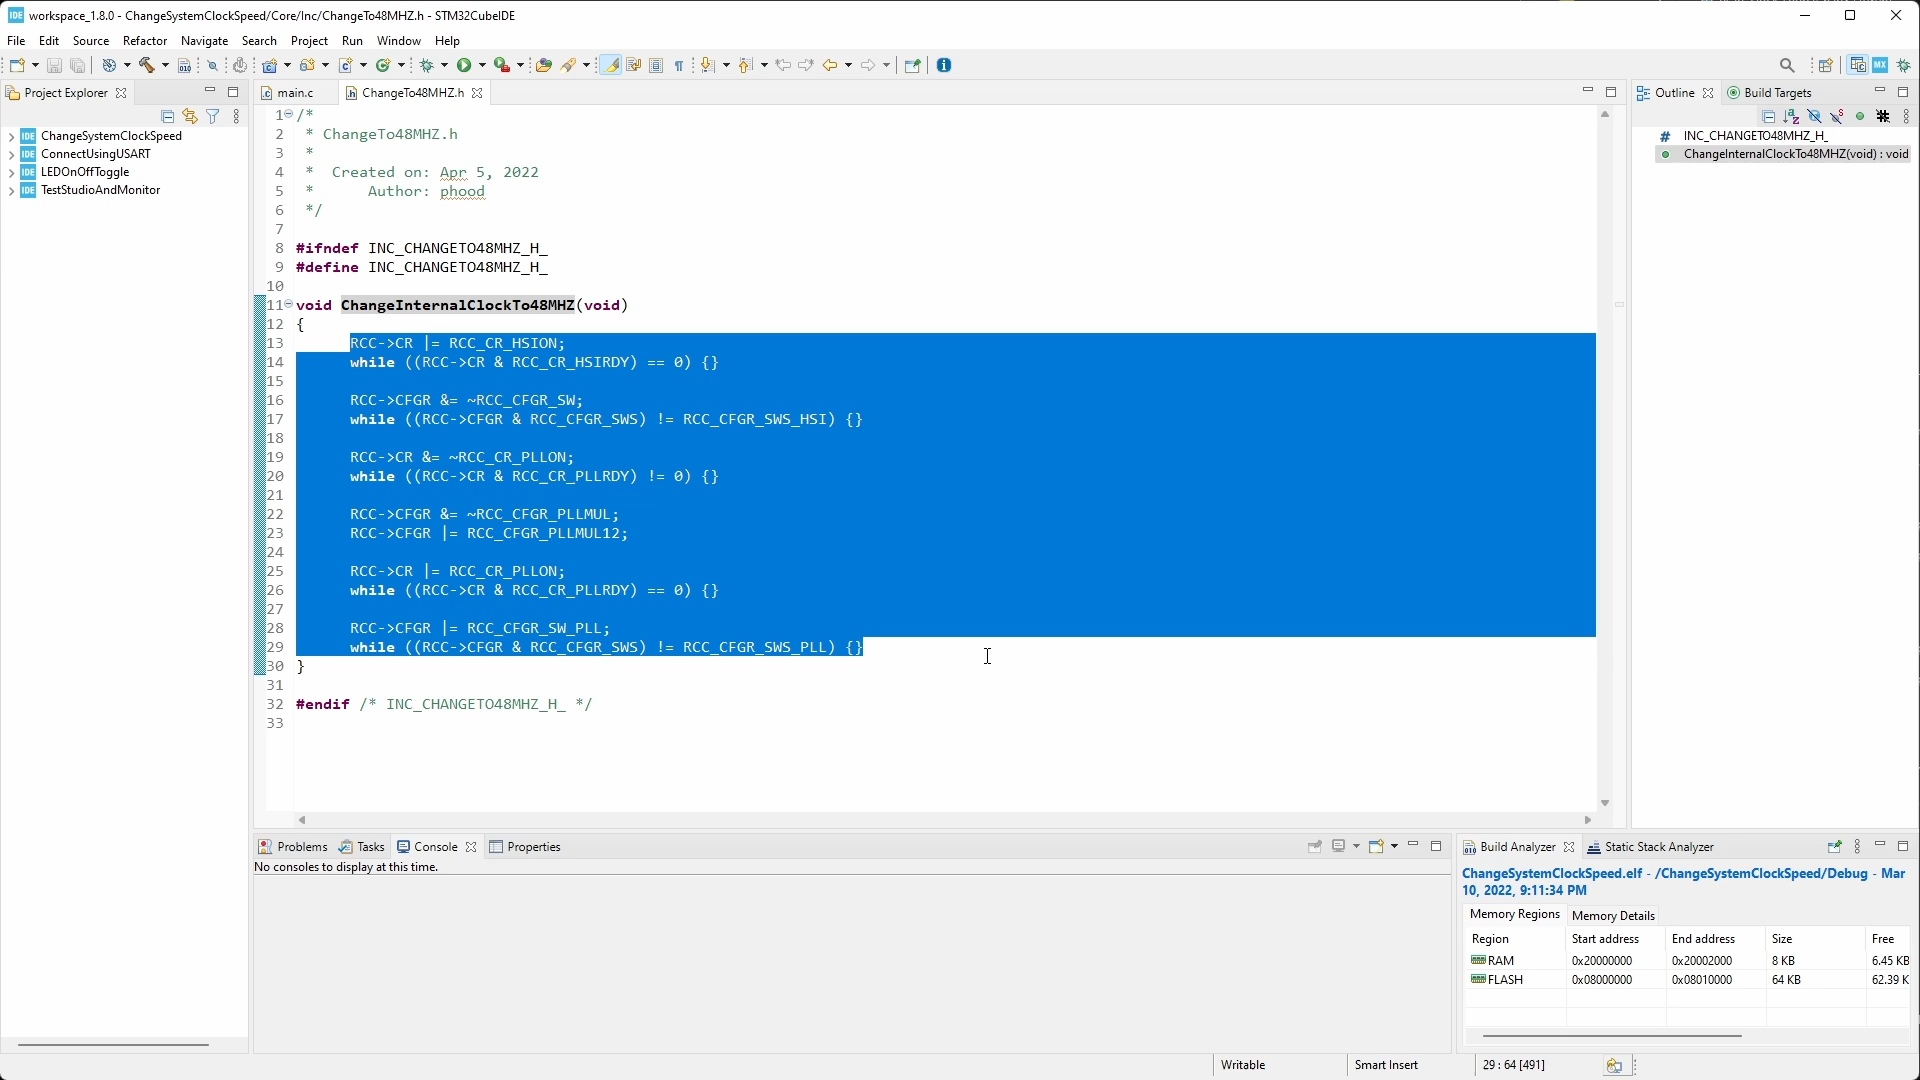 IDE workspace_1.8.0 - ChangeSystemClockSpeed/Core/Inc/ChangeTo48MHZ.h - STM32CubeIDE
File Edit Source Refactor Navigate Search Project Run Window Help
Project Explorer
IDE ChangeSystemClockSpeed
IDE ConnectUsingUSART
IDE LEDOnOffToggle
IDE TestStudioAndMonitor
main.c ChangeTo48MHZ.h
1 /*
2 * ChangeTo48MHZ.h
3 *
4 * Created on: Apr 5, 2022
5 * Author: phood
6 */
7
8 #ifndef INC_CHANGETO48MHZ_H_
9 #define INC_CHANGETO48MHZ_H_
10
11 void ChangeInternalClockTo48MHZ(void)
12 {
13 RCC->CR |= RCC_CR_HSION;
14 while ((RCC->CR & RCC_CR_HSIRDY) == 0) {}
15
16 RCC->CFGR &= ~RCC_CFGR_SW;
17 while ((RCC->CFGR & RCC_CFGR_SWS) != RCC_CFGR_SWS_HSI) {}
18
19 RCC->CR &= ~RCC_CR_PLLON;
20 while ((RCC->CR & RCC_CR_PLLRDY) != 0) {}
21
22 RCC->CFGR &= ~RCC_CFGR_PLLMUL;
23 RCC->CFGR |= RCC_CFGR_PLLMUL12;
24
25 RCC->CR |= RCC_CR_PLLON;
26 while ((RCC->CR & RCC_CR_PLLRDY) == 0) {}
27
28 RCC->CFGR |= RCC_CFGR_SW_PLL;
29 while ((RCC->CFGR & RCC_CFGR_SWS) != RCC_CFGR_SWS_PLL) {}
30 }
31
32 #endif /* INC_CHANGETO48MHZ_H_ */
33
Outline Build Targets
# INC_CHANGETO48MHZ_H_
ChangeInternalClockTo48MHZ(void) : void
Problems Tasks Console Properties
No consoles to display at this time.
Build Analyzer Static Stack Analyzer
ChangeSystemClockSpeed.elf - /ChangeSystemClockSpeed/Debug - Mar
10, 2022, 9:11:34 PM
Memory Regions Memory Details
Region Start address End address Size Free
RAM 0x20000000 0x20002000 8 KB 6.45 KB
FLASH 0x08000000 0x08010000 64 KB 62.39 K
Writable Smart Insert 29 : 64 [491]
MX